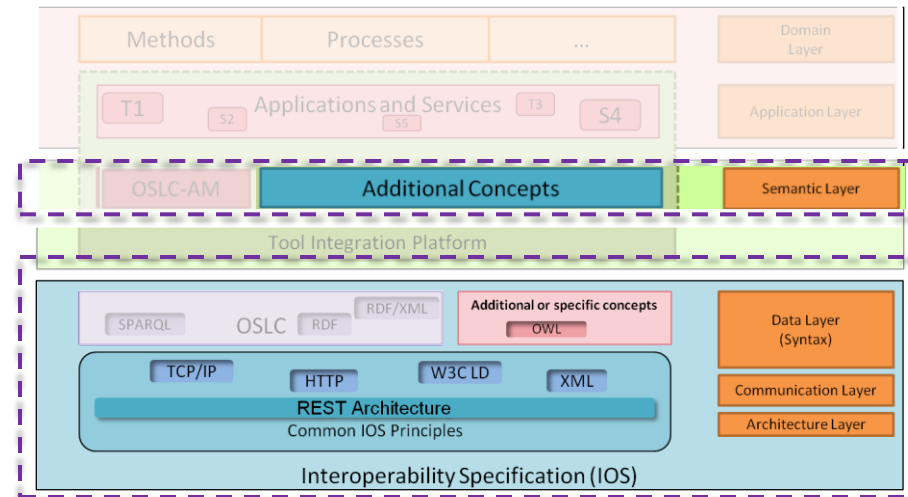 Methods
Processes
...
Domain
Layer
T1
S2
Applications and Services
S5
T3
S4
Application Layer
OSLC-AM
Additional Concepts
Semantic Layer
Tool Integration Platform
SPARQL
OSLC
RDF
RDF/XML
Additional or specific concepts
OWL
Data Layer
(Syntax)
TCP/IP
HTTP
W3C LD
XML
REST Architecture
Common IOS Principles
Communication Layer
Architecture Layer
Interoperability Specification (IOS)